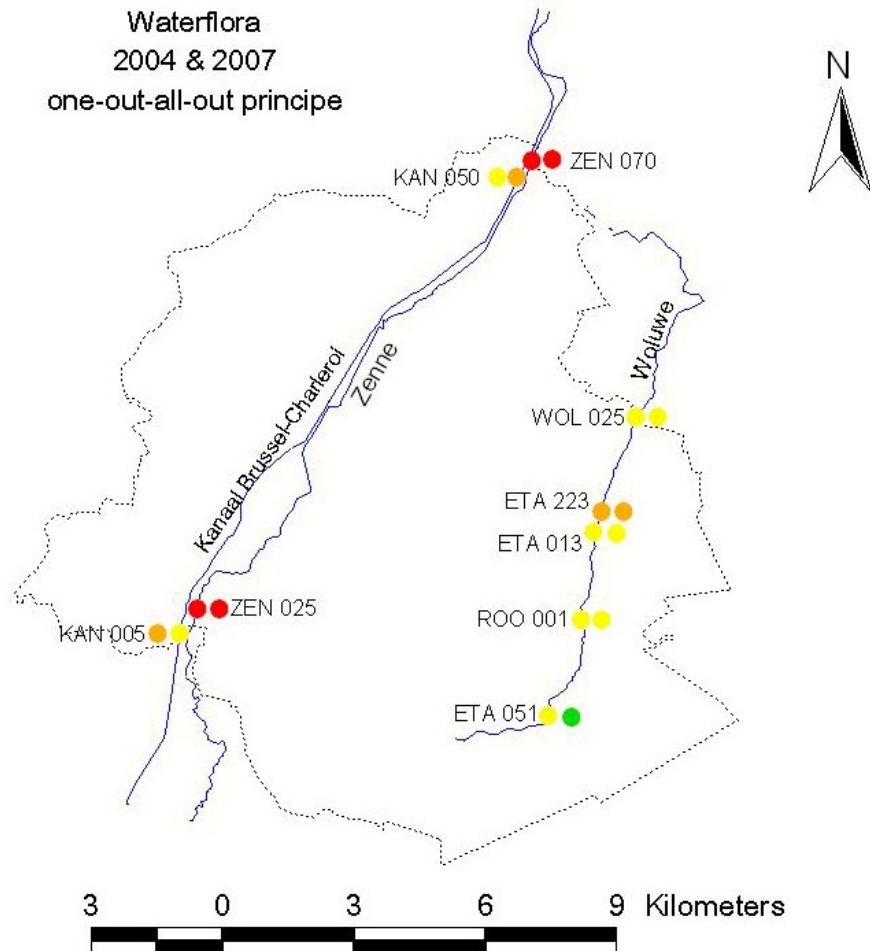 Waterflora
2004 & 2007
one-out-all-out principe
N
KAN 050
ZEN 070
Woluwe
Kanaal Brussel-Charleroi
Zenne
WOL 025
ETA 223
ETA 013
ZEN 025
ROO 001
KAN 005
ETA 051
3 0 3 6 9 Kilometers